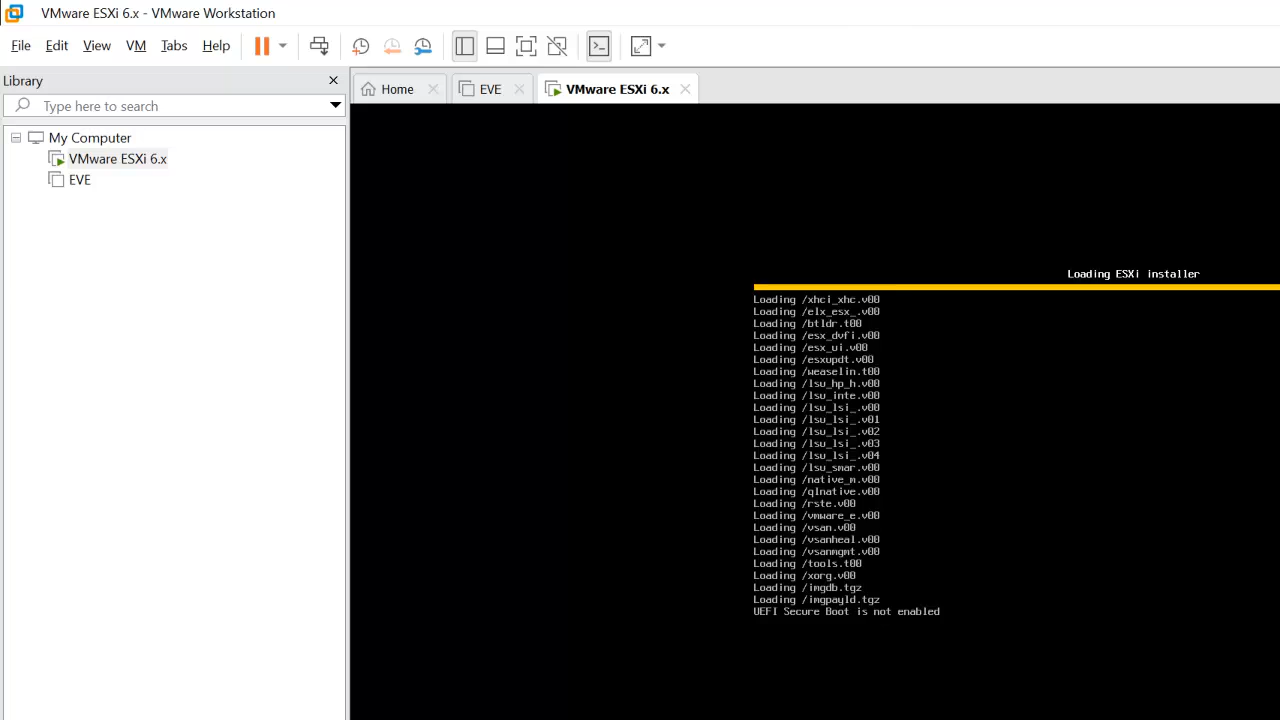 VMware ESXi 6.x - VMware Workstation
File Edit View VM Tabs Help
Library
Type here to search
My Computer
VMware ESXi 6.x
EVE
Home
EVE
VMware ESXi 6.x
Loading ESXi installer
Loading /xhci_xhc.v00
Loading /elx_esx_.v00
Loading /btldr.t00
Loading /esx_dvfi.v00
Loading /esx_ui.v00
Loading /esxupdt.v00
Loading /weaselin.t00
Loading /lsu_hp_h.v00
Loading /lsu_inte.v00
Loading /lsu_lsi_.v00
Loading /lsu_lsi_.v01
Loading /lsu_lsi_.v02
Loading /lsu_lsi_.v03
Loading /lsu_lsi_.v04
Loading /lsu_smar.v00
Loading /native_m.v00
Loading /qlnative.v00
Loading /rste.v00
Loading /vmware_e.v00
Loading /vsan.v00
Loading /vsanheal.v00
Loading /vsanmgmt.v00
Loading /tools.t00
Loading /xorg.v00
Loading /imgdb.tgz
Loading /imgpayld.tgz
UEFI Secure Boot is not enabled